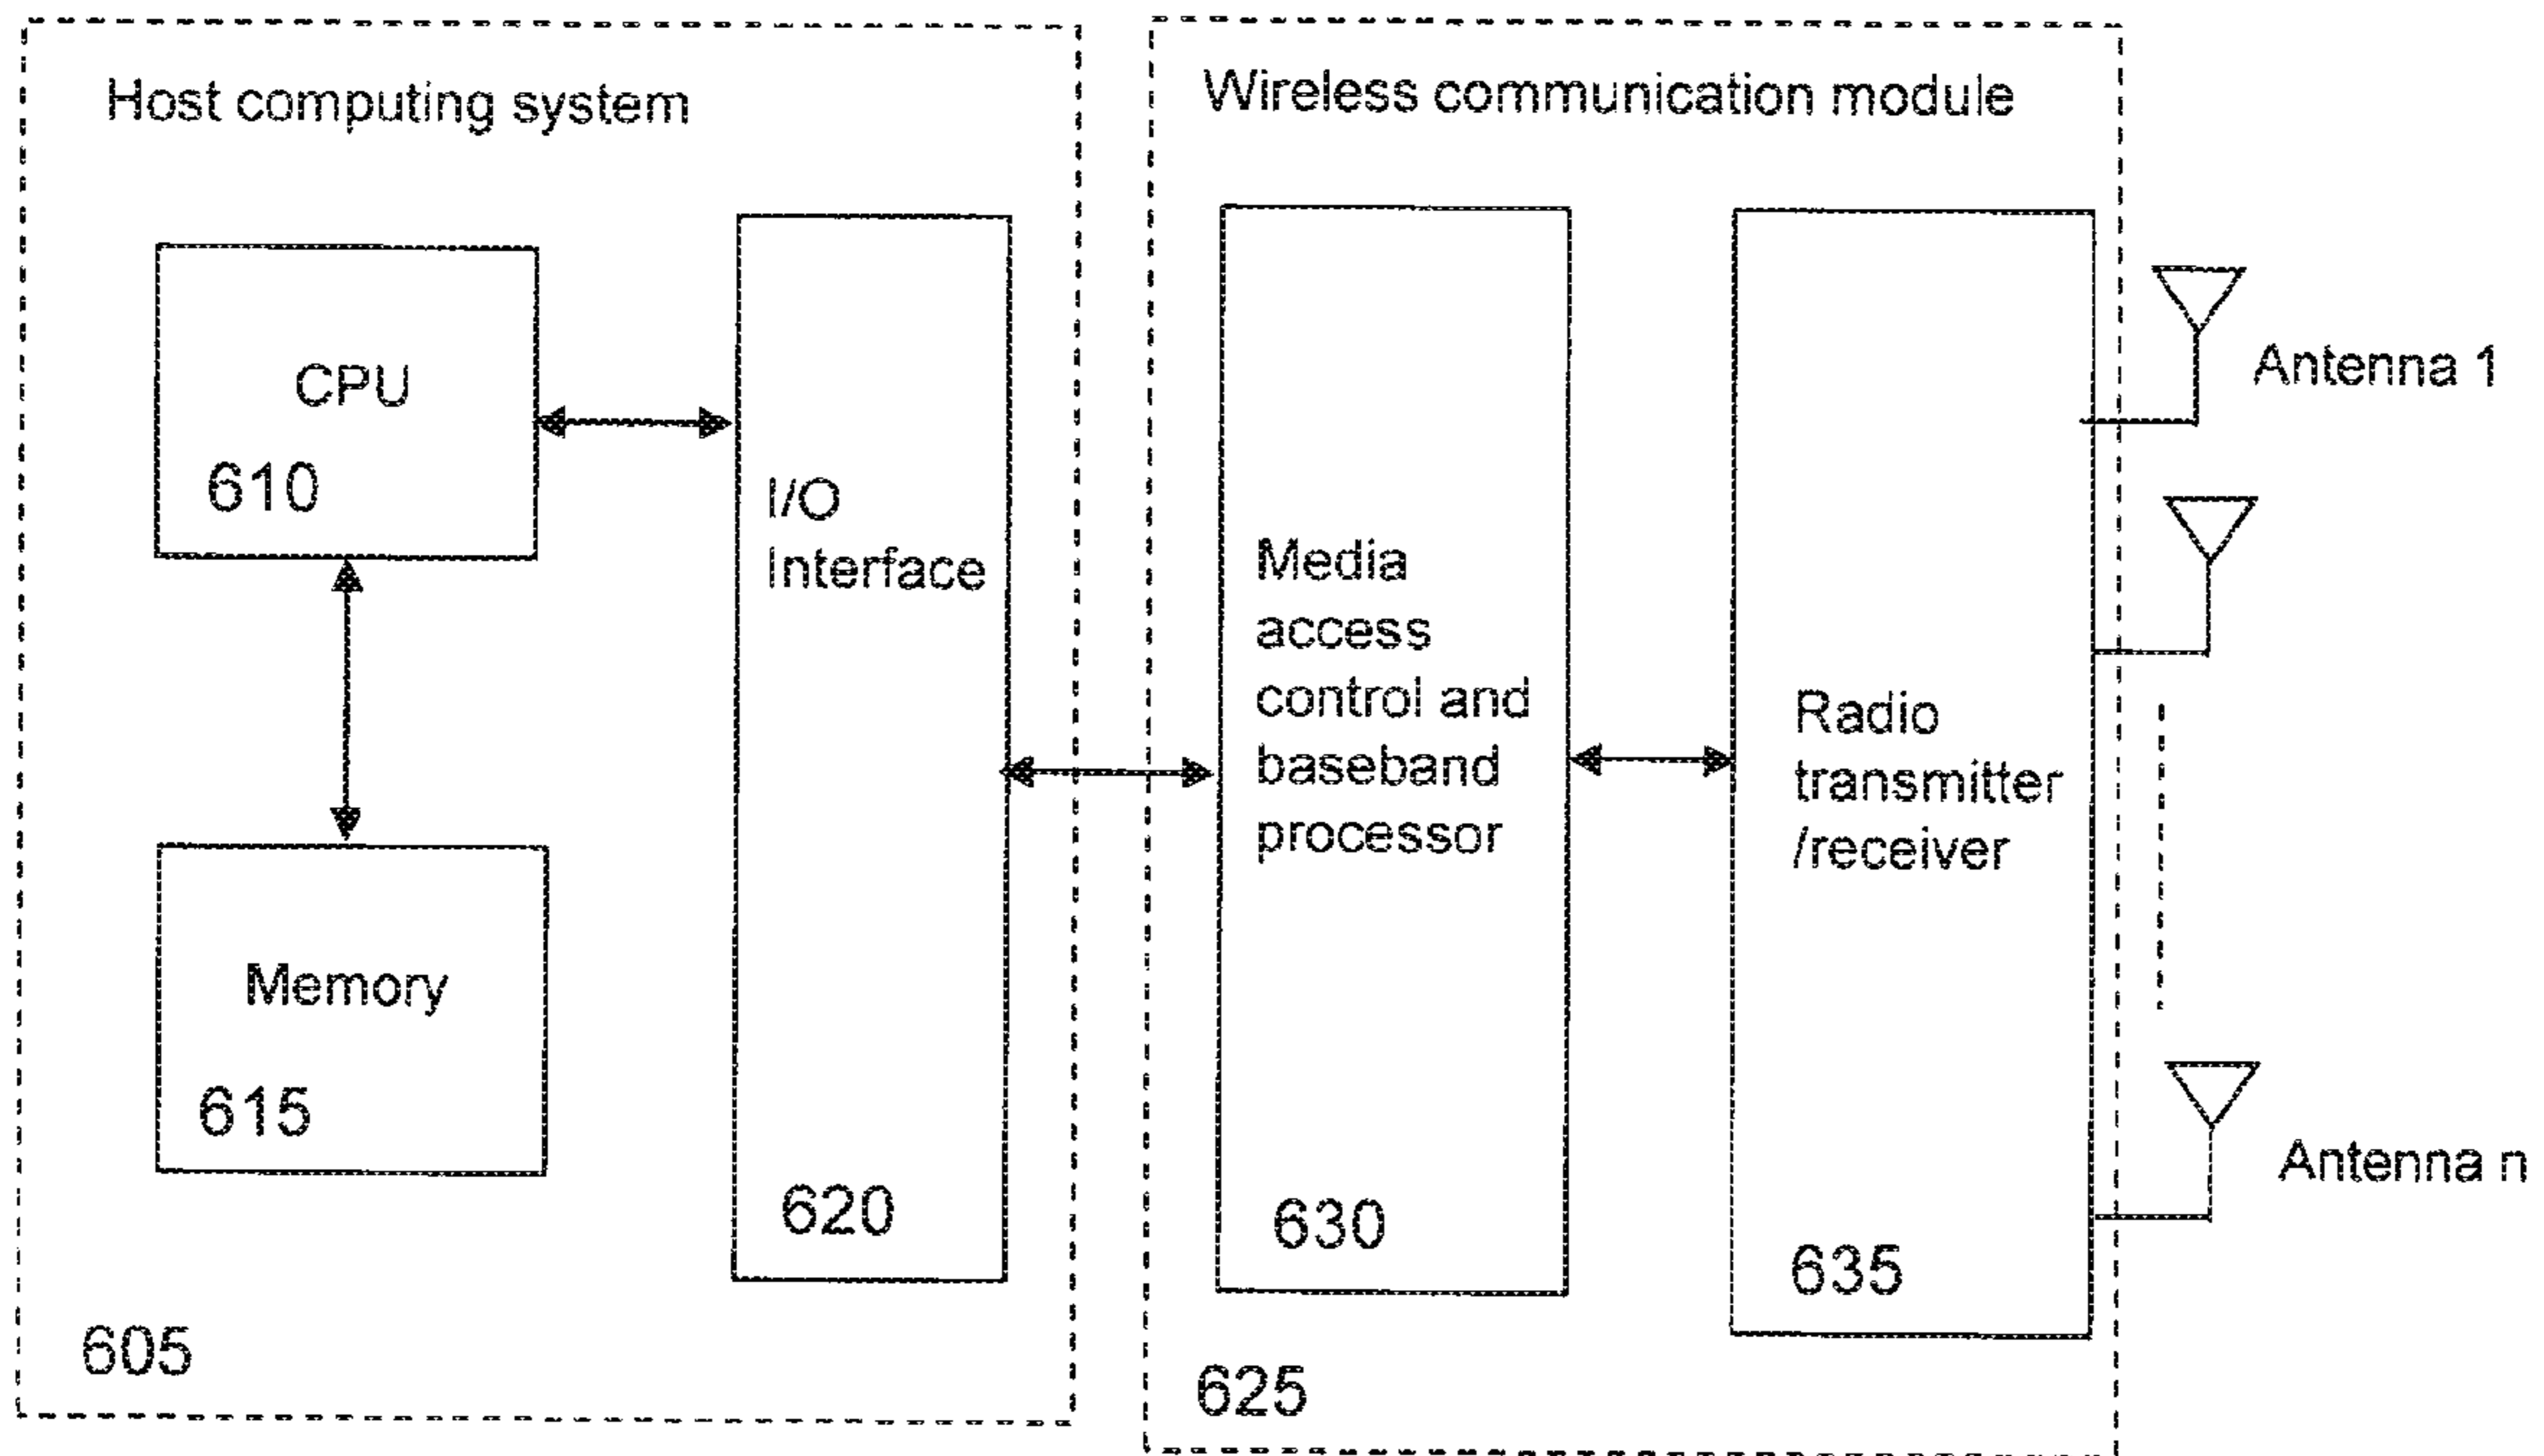 Host computing system
CPU
610
Memory
615
I/O
Interface
620
605
Wireless communication module
Media
access
control and
baseband
processor
630
Radio
transmitter
/receiver
635
625
Antenna 1
Antenna n